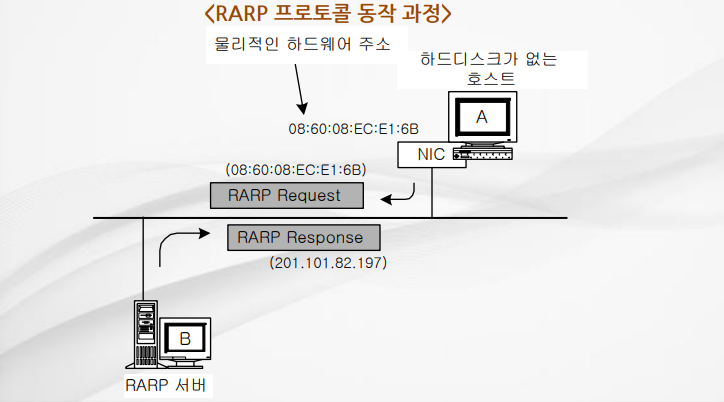 <RARP 프로토콜 동작 과정>
물리적인 하드웨어 주소
하드디스크가 없는
호스트
A
08:60:08:EC:E1:6B
NIC
(08:60:08:EC:E1:6B)
RARP Request
RARP Response
(201.101.82.197)
B
RARP 서버